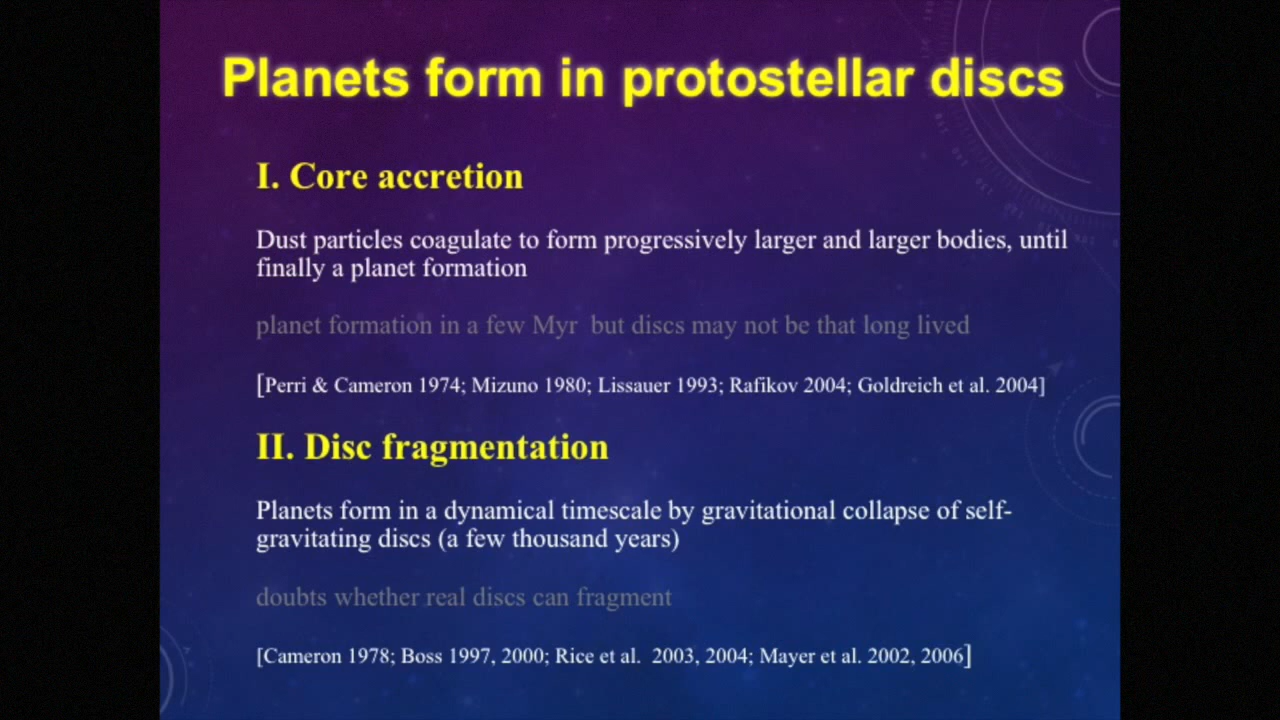 Planets form in protostellar discs
I. Core accretion
Dust particles coagulate to form progressively larger and larger bodies, until
finally a planet formation
planet formation in a few Myr but discs may not be that long lived
[Perri & Cameron 1974; Mizuno 1980; Lissauer 1993; Rafikov 2004; Goldreich et al. 2004]
II. Disc fragmentation
Planets form in a dynamical timescale by gravitational collapse of self-
gravitating discs (a few thousand years)
doubts whether real discs can fragment
[Cameron 1978; Boss 1997, 2000; Rice et al. 2003, 2004; Mayer et al. 2002, 2006]